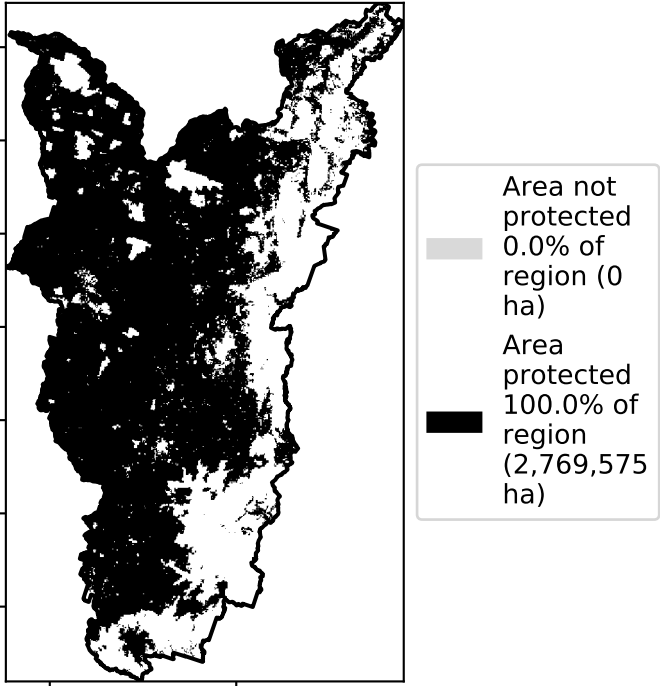 Area not
protected
0.0% of
region (0
ha)
Area
protected
100.0% of
region
(2,769,575
ha)